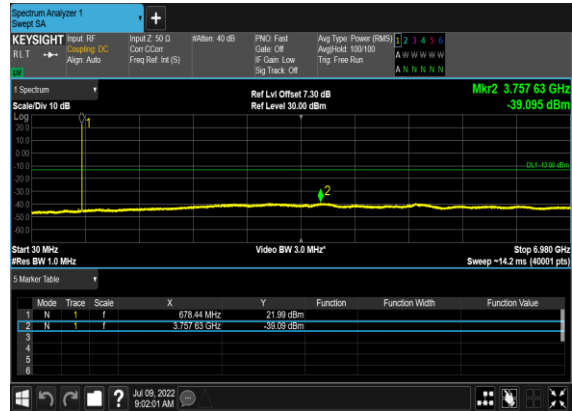 Spectrum Analyzer 1
Swept SA
+
KEYSIGHT Input: RF Input Z: 50 Ω #Atten: 40 dB PNO: Fast Avg Type: Power (RMS) 1 2 3 4 5 6
RLT Coupling: DC Corr CCorr Gate: Off Avg|Hold: 100/100 A W W W W W
Align: Auto Freq Ref: Int (S) IF Gain: Low Trig: Free Run
Sig Track: Off A N N N N N
1 Spectrum Ref Lvl Offset 7.30 dB Mkr2 3.757 63 GHz
Scale/Div 10 dB Ref Level 30.00 dBm -39.095 dBm
Log
20.0
10.0
0.00
-10.0
-20.0
-30.0
-40.0
-50.0
-60.0
1
2
DL1 -13.00 dBm
Start 30 MHz Video BW 3.0 MHz* Stop 6.980 GHz
#Res BW 1.0 MHz Sweep ~14.2 ms (40001 pts)
5 Marker Table
Mode Trace Scale X Y Function Function Width Function Value
1 N 1 f 678.44 MHz 21.99 dBm
2 N 1 f 3.757 63 GHz -39.09 dBm
3
4
5
6
? Jul 09, 2022
9:02:01 AM